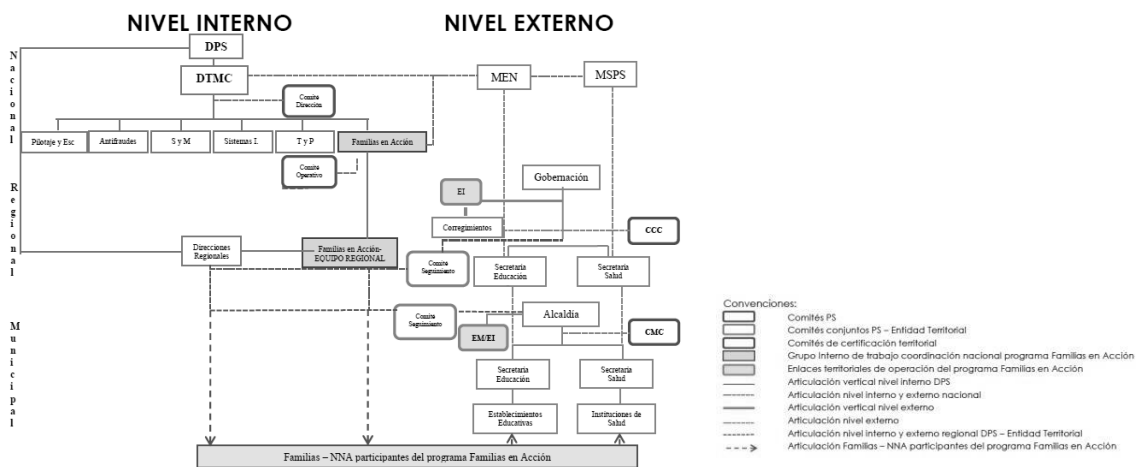 NIVEL INTERNO
NIVEL EXTERNO
Nacional
Regional
Municipal
DPS
DTMC
MEN
MSPS
Comité
Dirección
Pilotaje y Esc
Antifraudes
S y M
Sistemas I.
T y P
Familias en Acción
Comité
Operativo
Gobernación
EI
Corregimientos
CCC
Direcciones
Regionales
Familias en Acción-
EQUIPO REGIONAL
Comité
Seguimiento
Secretaria
Educación
Secretaria
Salud
Comité
Seguimiento
Alcaldía
EM/EI
CMC
Secretaria
Educación
Secretaria
Salud
Establecimientos
Educativas
Instituciones de
Salud
Familias – NNA participantes del programa Familias en Acción
Convenciones:
Comités PS
Comités conjuntos PS – Entidad Territorial
Comités de certificación territorial
Grupo Interno de trabajo coordinación nacional programa Familias en Acción
Enlaces territoriales de operación del programa Familias en Acción
Articulación vertical nivel interno DPS
Articulación nivel interno y externo nacional
Articulación vertical nivel externo
Articulación nivel externo
Articulación nivel interno y externo regional DPS – Entidad Territorial
Articulación Familias – NNA participantes del programa Familias en Acción